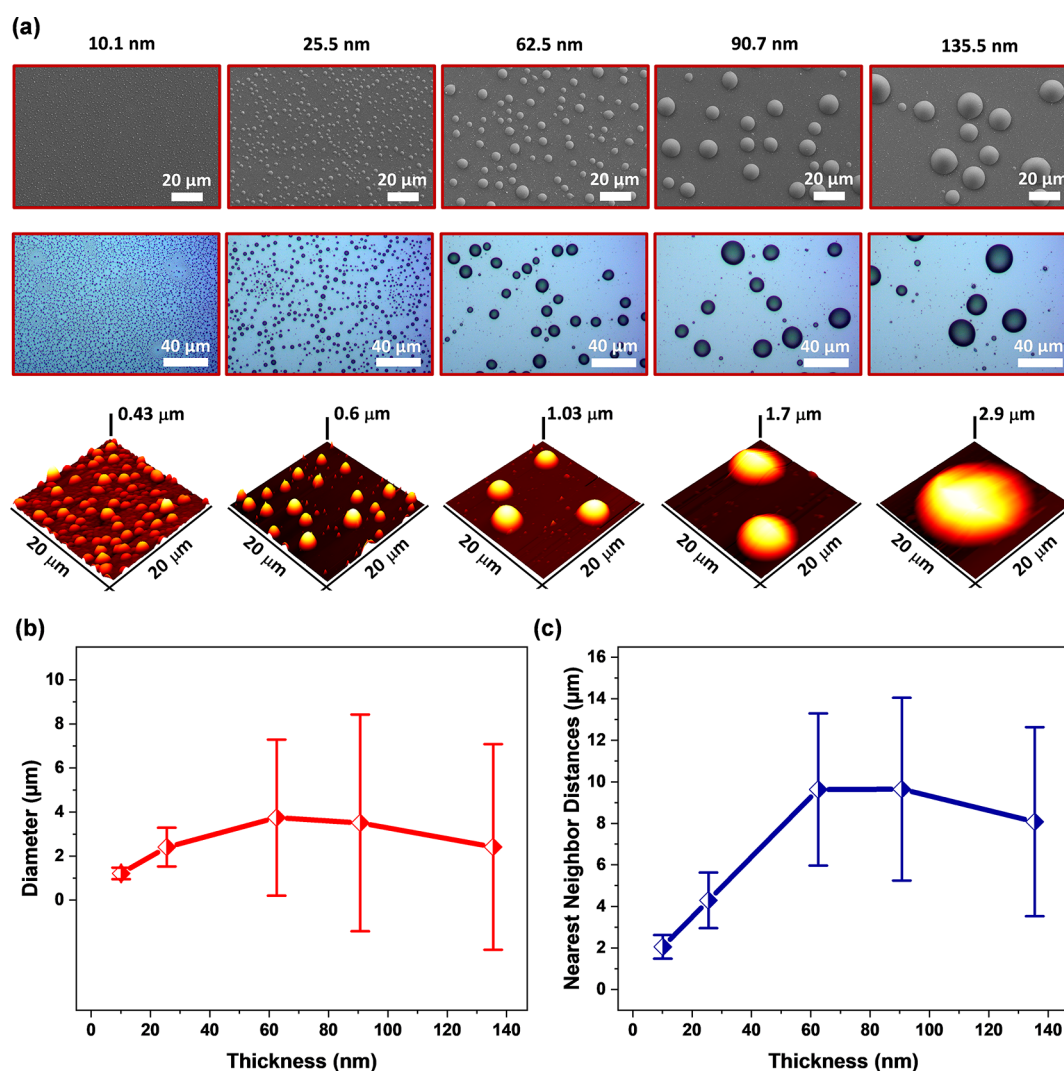 (a)
10.1 nm 25.5 nm 62.5 nm 90.7 nm 135.5 nm
20 μm 20 μm 20 μm 20 μm 20 μm
40 μm 40 μm 40 μm 40 μm 40 μm
0.43 μm 0.6 μm 1.03 μm 1.7 μm 2.9 μm
20 μm 20 μm 20 μm 20 μm 20 μm 20 μm 20 μm 20 μm 20 μm 20 μm
(b)
Diameter (μm)
10
8
6
4
2
0
0 20 40 60 80 100 120 140
Thickness (nm)
(c)
Nearest Neighbor Distances (μm)
16
14
12
10
8
6
4
2
0
0 20 40 60 80 100 120 140
Thickness (nm)